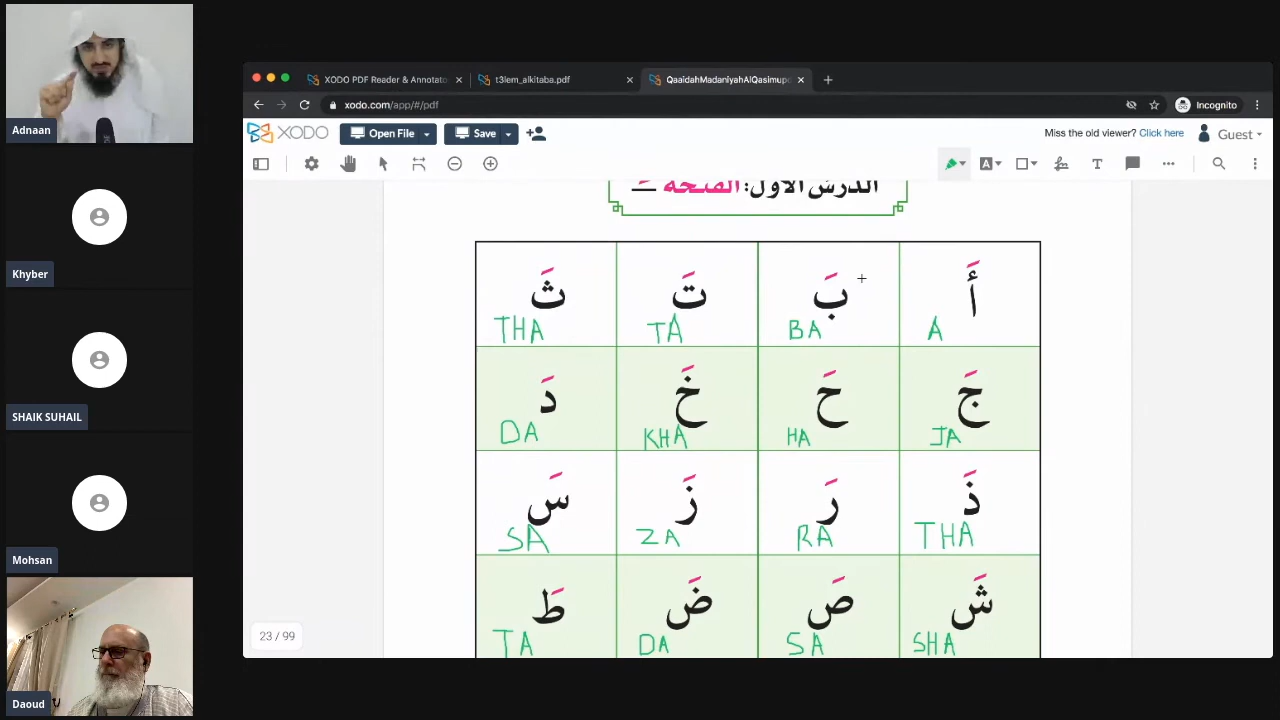 Adnaan
Khyber
SHAIK SUHAIL
Mohsan
Daoud
XODO PDF Reader & Annotato
t3lem_alkitaba.pdf
QaaidahMadaniyahAlQasimupd
xodo.com/app/#/pdf
Incognito
XODO
Open File
Save
Miss the old viewer? Click here
Guest
الدرس الأول: الفتحة ـَ
أَ بَ تَ ثَ
A BA TA THA
جَ حَ خَ دَ
JA HA KHA DA
ذَ رَ زَ سَ
THA RA ZA SA
شَ صَ ضَ طَ
SHA SA DA TA
23 / 99